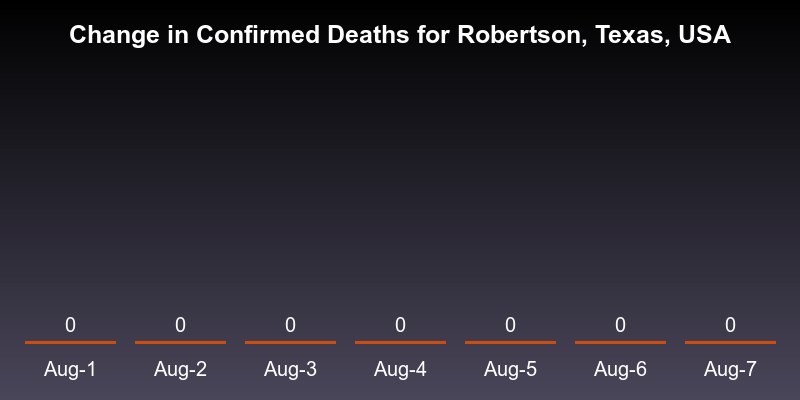 Change in Confirmed Deaths for Robertson, Texas, USA
0 0 0 0 0 0 0
Aug-1 Aug-2 Aug-3 Aug-4 Aug-5 Aug-6 Aug-7